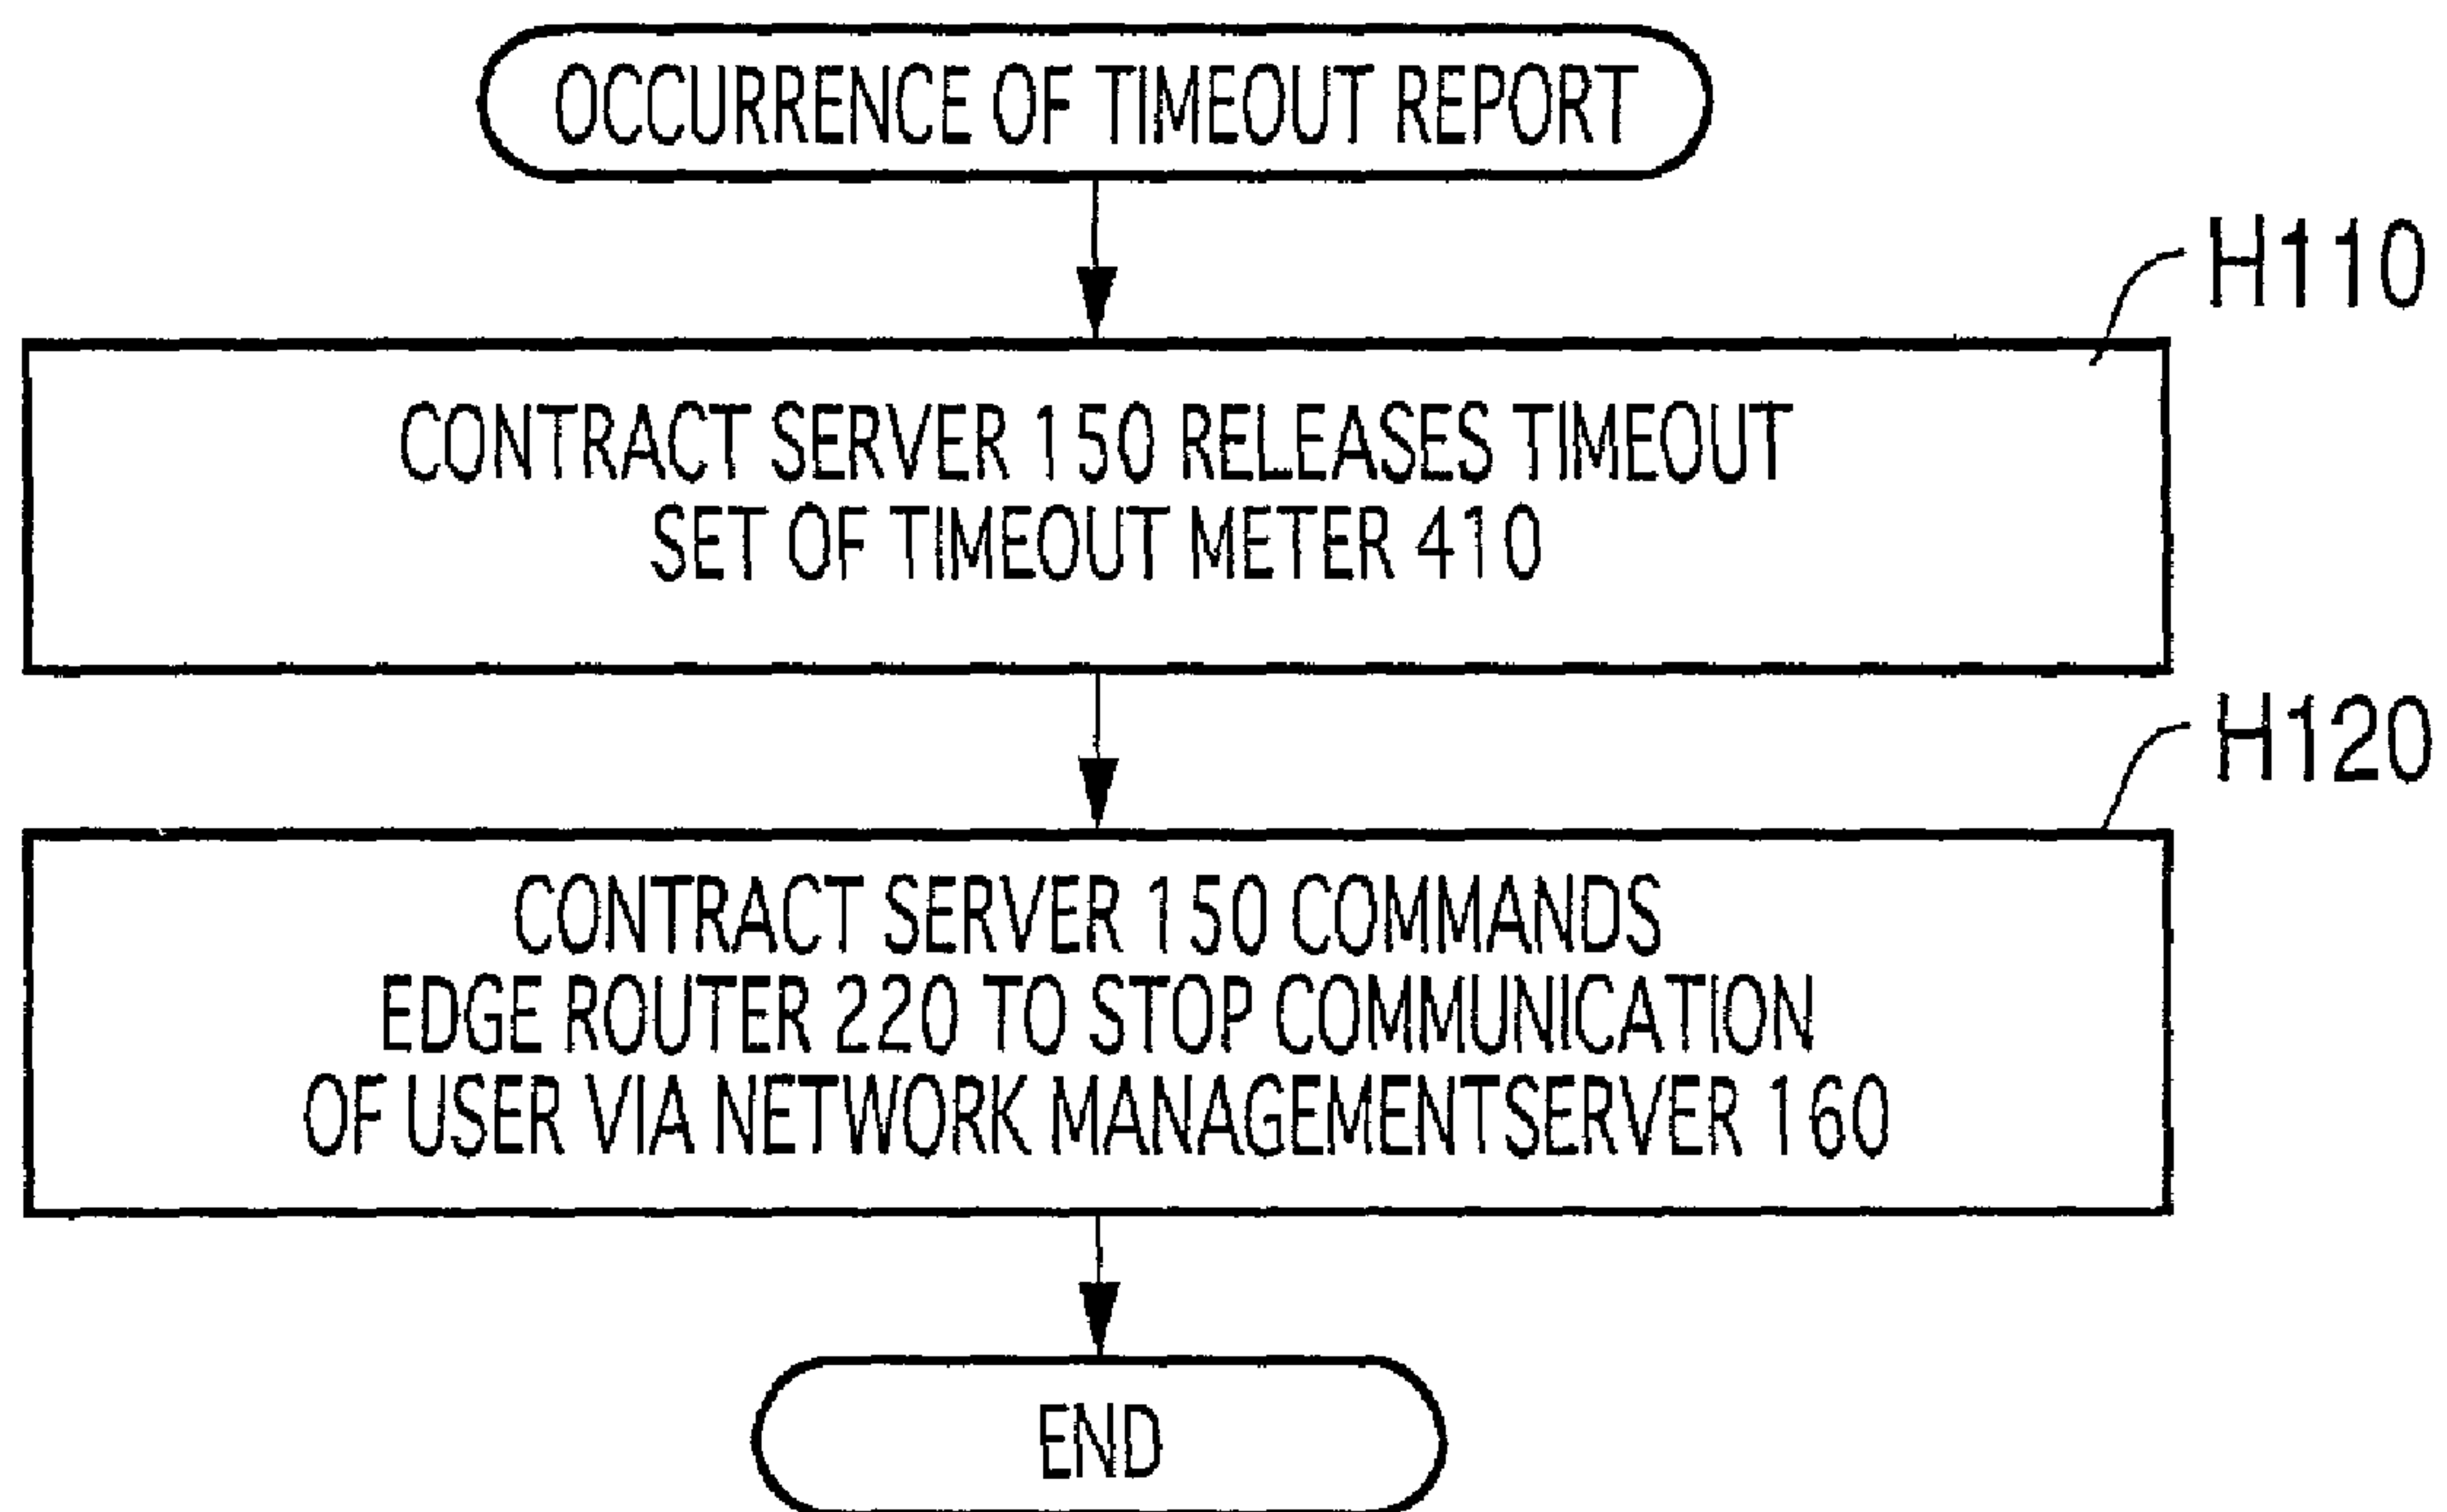 OCCURRENCE OF TIMEOUT REPORT
H110
CONTRACT SERVER 150 RELEASES TIMEOUT
SET OF TIMEOUT METER 410
H120
CONTRACT SERVER 150 COMMANDS
EDGE ROUTER 220 TO STOP COMMUNICATION
OF USER VIA NETWORK MANAGEMENTSERVER 160
END